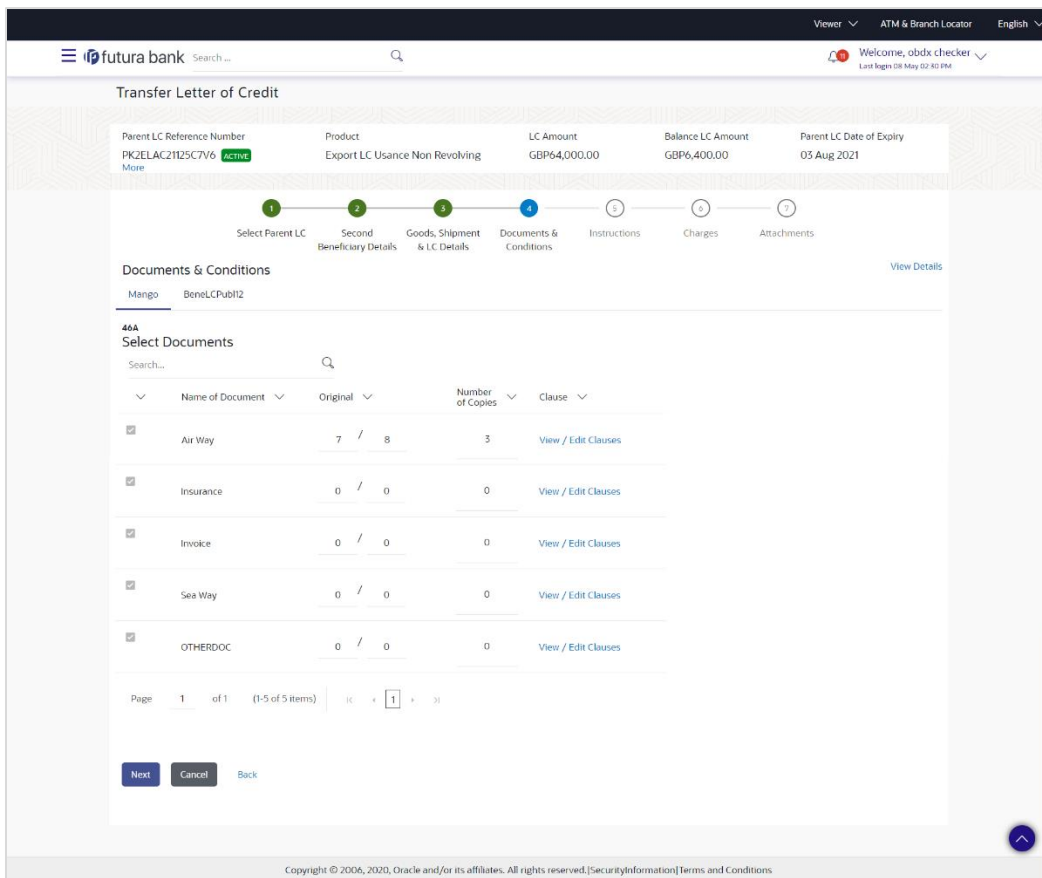 Viewer ATM & Branch Locator English
futura bank Search ... 11 Welcome, obdx checker
Last login 08 May 02:30 PM
Transfer Letter of Credit
Parent LC Reference Number Product LC Amount Balance LC Amount Parent LC Date of Expiry
PK2ELAC21125C7V6 ACTIVE Export LC Usance Non Revolving GBP64,000.00 GBP6,400.00 03 Aug 2021
More
1 2 3 4 5 6 7
Select Parent LC Second Goods, Shipment Documents & Instructions Charges Attachments
Beneficiary Details & LC Details Conditions
Documents & Conditions View Details
Mango BeneLCPubl12
46A
Select Documents
Search...
Name of Document Original Number Clause
of Copies
Air Way 7 / 8 3 View / Edit Clauses
Insurance 0 / 0 0 View / Edit Clauses
Invoice 0 / 0 0 View / Edit Clauses
Sea Way 0 / 0 0 View / Edit Clauses
OTHERDOC 0 / 0 0 View / Edit Clauses
Page 1 of 1 (1-5 of 5 items) 1
Next Cancel Back
Copyright © 2006, 2020, Oracle and/or its affiliates. All rights reserved.|SecurityInformation|Terms and Conditions